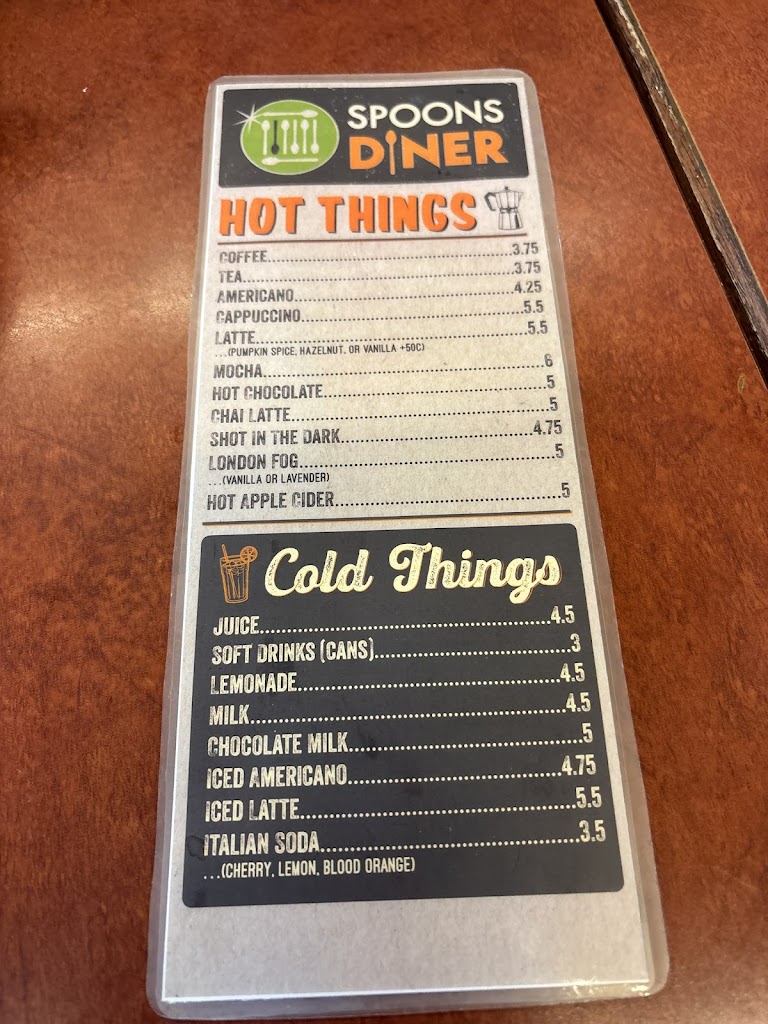 SPOONS
DINER
HOT THINGS
COFFEE...3.75
TEA...3.75
AMERICANO...4.25
CAPPUCCINO...5.5
LATTE...5.5
...(PUMPKIN SPICE, HAZELNUT, OR VANILLA +50C)
MOCHA...6
HOT CHOCOLATE...5
CHAI LATTE...5
SHOT IN THE DARK...4.75
LONDON FOG...5
...(VANILLA OR LAVENDER)
HOT APPLE CIDER...5
Cold Things
JUICE...4.5
SOFT DRINKS (CANS)...3
LEMONADE...4.5
MILK...4.5
CHOCOLATE MILK...5
ICED AMERICANO...4.75
ICED LATTE...5.5
ITALIAN SODA...3.5
...(CHERRY, LEMON, BLOOD ORANGE)